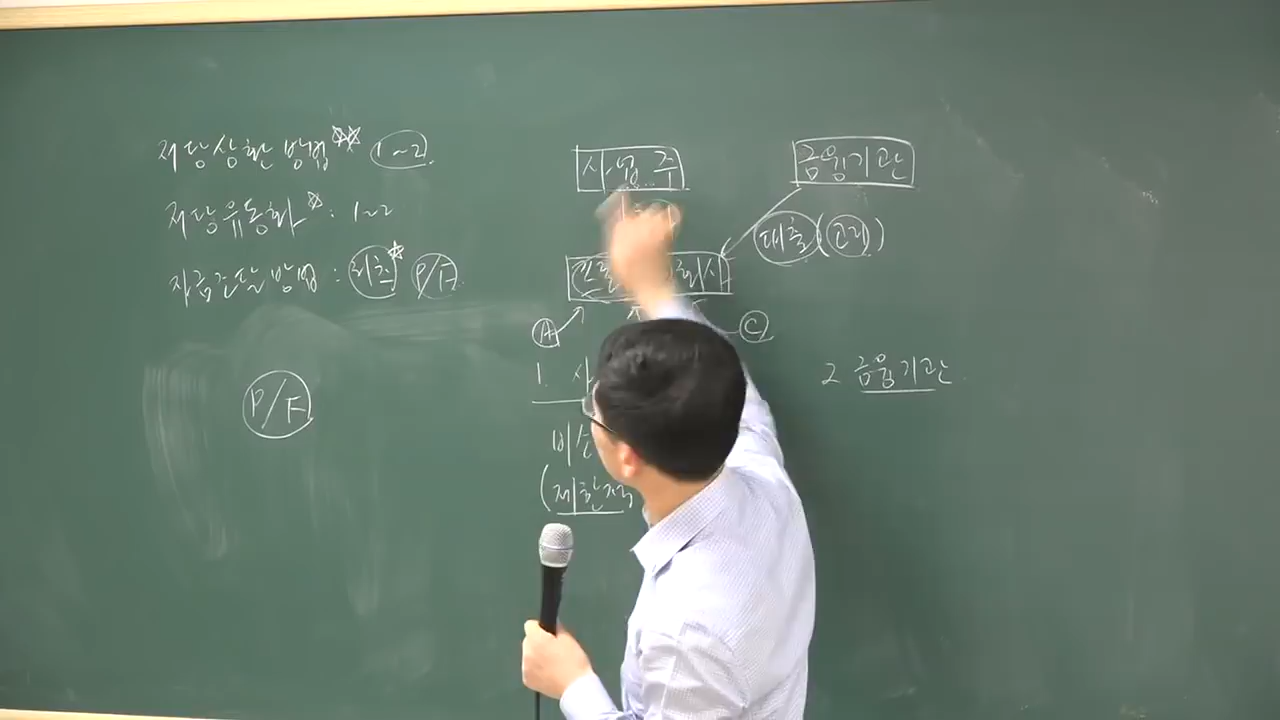 저당상환방법 1~2
저당유동화 : 1~2
자금조달방법 : 지촌 P/F
P/F
사업주
금융기관
대출(고리)
A
C
1. 사
비소
(제한적
2 금융기관